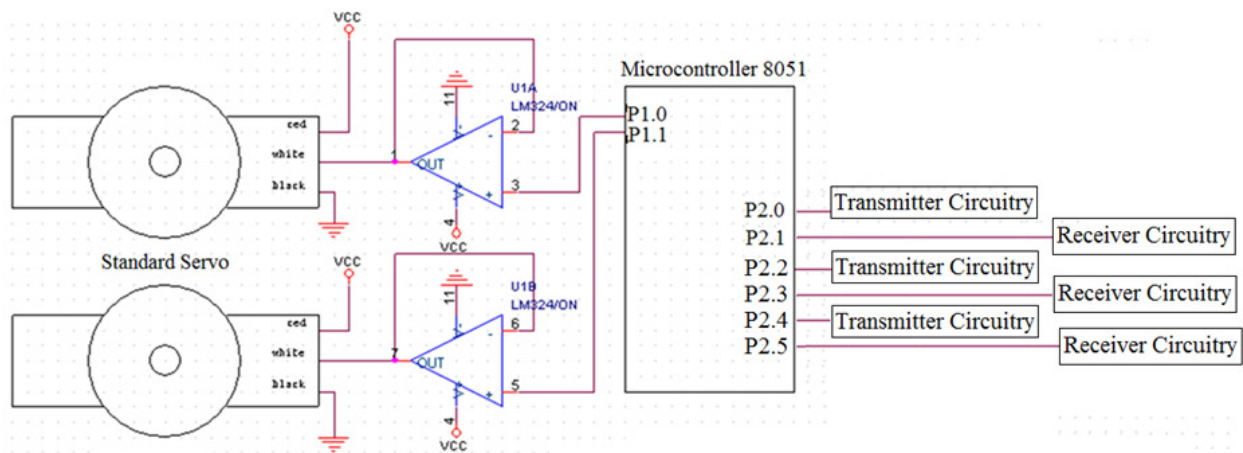 VCC
U1A
LM324/ON
11
2
ced
white
1
OUT
V-
-
black
3
+
V+
4
VCC
Standard Servo
VCC
U1B
LM324/ON
11
6
ced
white
7
OUT
V-
-
black
5
+
V+
4
VCC
Microcontroller 8051
P1.0
P1.1
P2.0
Transmitter Circuitry
P2.1
Receiver Circuitry
P2.2
Transmitter Circuitry
P2.3
Receiver Circuitry
P2.4
Transmitter Circuitry
P2.5
Receiver Circuitry